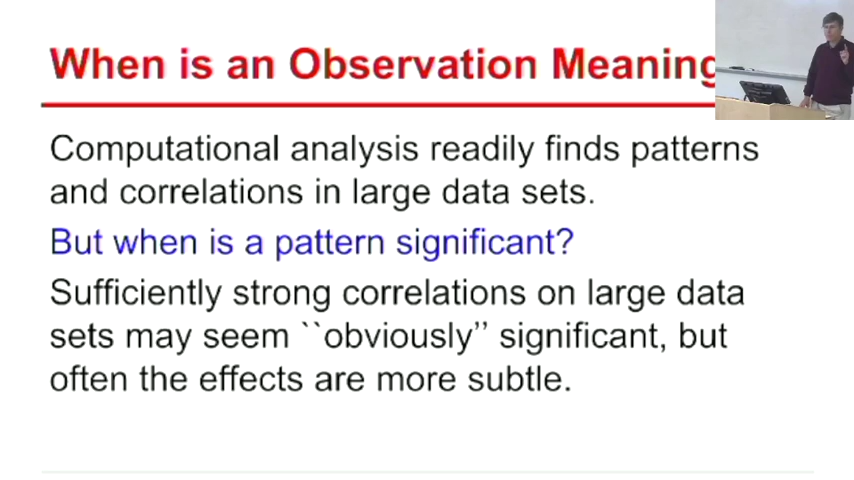 When is an Observation Meaning
Computational analysis readily finds patterns
and correlations in large data sets.
But when is a pattern significant?
Sufficiently strong correlations on large data
sets may seem ``obviously’’ significant, but
often the effects are more subtle.